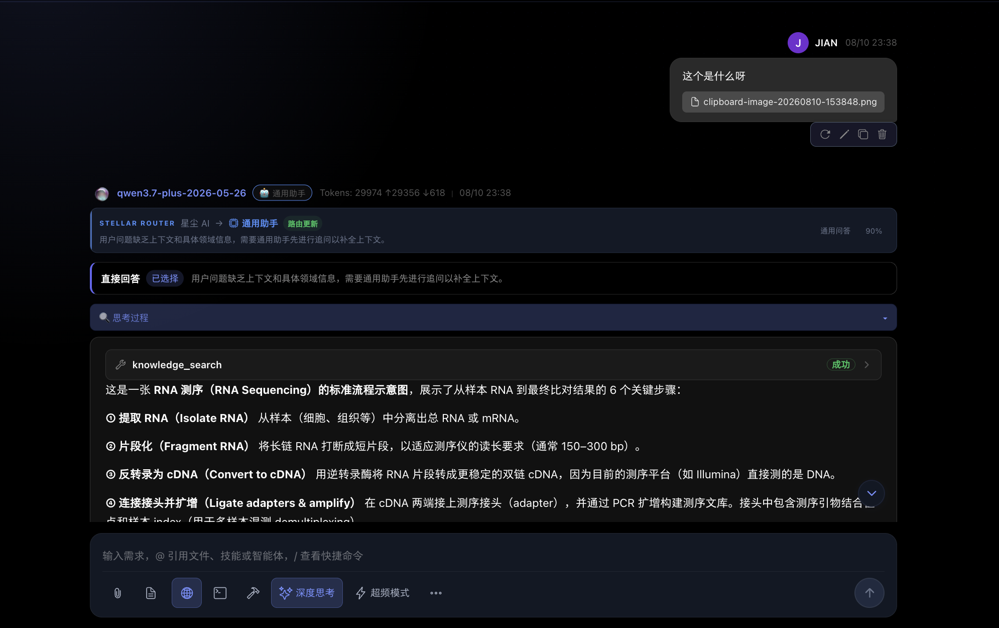 J JIAN 08/10 23:38
这个是什么呀
clipboard-image-20260810-153848.png
qwen3.7-plus-2026-05-26 通用助手 Tokens: 29974 ↑29356 ↓618 | 08/10 23:38
STELLAR ROUTER 星尘 AI → 通用助手 路由更新
用户问题缺乏上下文和具体领域信息，需要通用助手先进行追问以补全上下文。
通用问答 90%
直接回答 已选择 用户问题缺乏上下文和具体领域信息，需要通用助手先进行追问以补全上下文。
思考过程
knowledge_search 成功
这是一张 RNA 测序（RNA Sequencing）的标准流程示意图，展示了从样本 RNA 到最终比对结果的 6 个关键步骤：
① 提取 RNA（Isolate RNA） 从样本（细胞、组织等）中分离出总 RNA 或 mRNA。
② 片段化（Fragment RNA） 将长链 RNA 打断成短片段，以适应测序仪的读长要求（通常 150–300 bp）。
③ 反转录为 cDNA（Convert to cDNA） 用逆转录酶将 RNA 片段转成更稳定的双链 cDNA，因为目前的测序平台（如 Illumina）直接测的是 DNA。
④ 连接接头并扩增（Ligate adapters & amplify） 在 cDNA 两端接上测序接头（adapter），并通过 PCR 扩增构建测序文库。接头中包含测序引物结合位
点和样本 index（用于多样本混测 demultiplexing）
输入需求，@ 引用文件、技能或智能体，/ 查看快捷命令
深度思考 超频模式